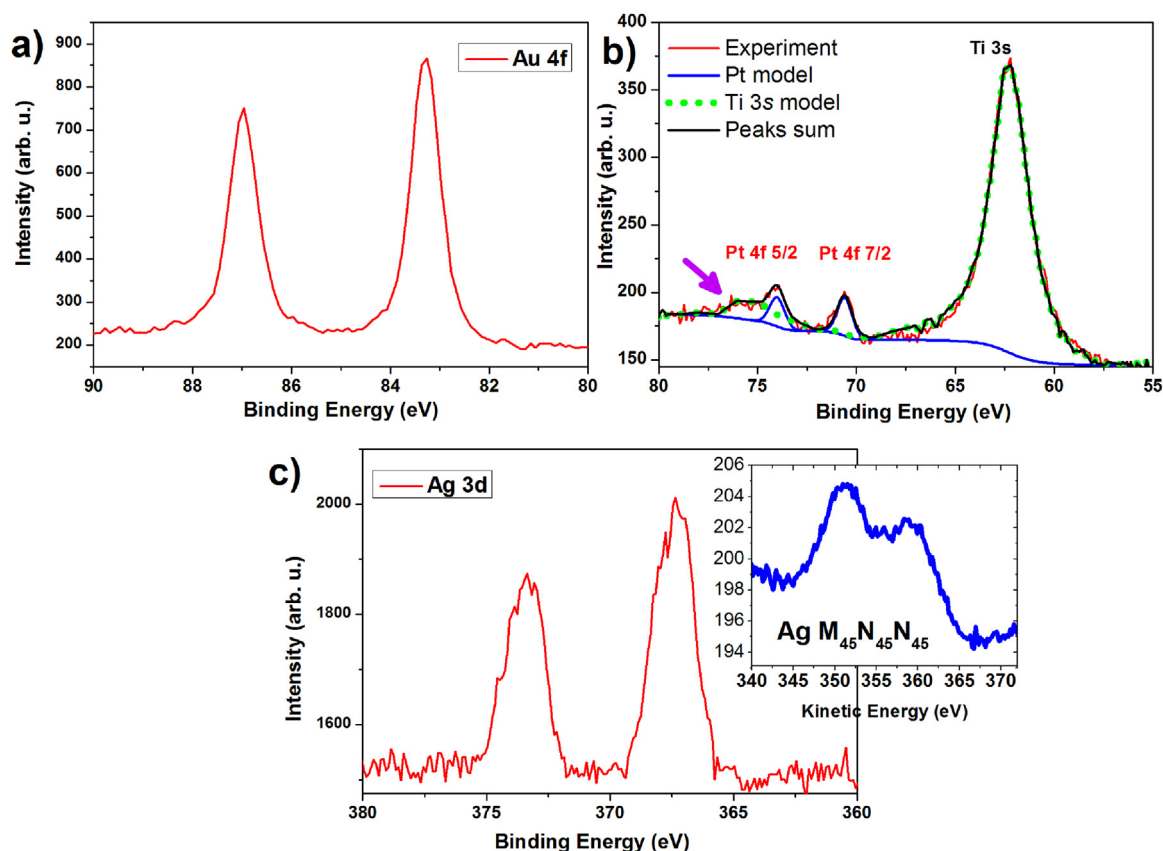 a)
Au 4f
900
800
700
600
500
400
300
200
90 88 86 84 82 80
Intensity (arb. u.)
Binding Energy (eV)
b)
Experiment
Pt model
Ti 3s model
Peaks sum
Ti 3s
Pt 4f 5/2 Pt 4f 7/2
400
350
300
250
200
150
80 75 70 65 60 55
Intensity (arb. u.)
Binding Energy (eV)
c)
Ag 3d
2000
1800
1600
380 375 370 365 360
Intensity (arb. u.)
Binding Energy (eV)
206
204
202
200
198
196
194
Ag M45N45N45
340 345 350 355 360 365 370
Kinetic Energy (eV)